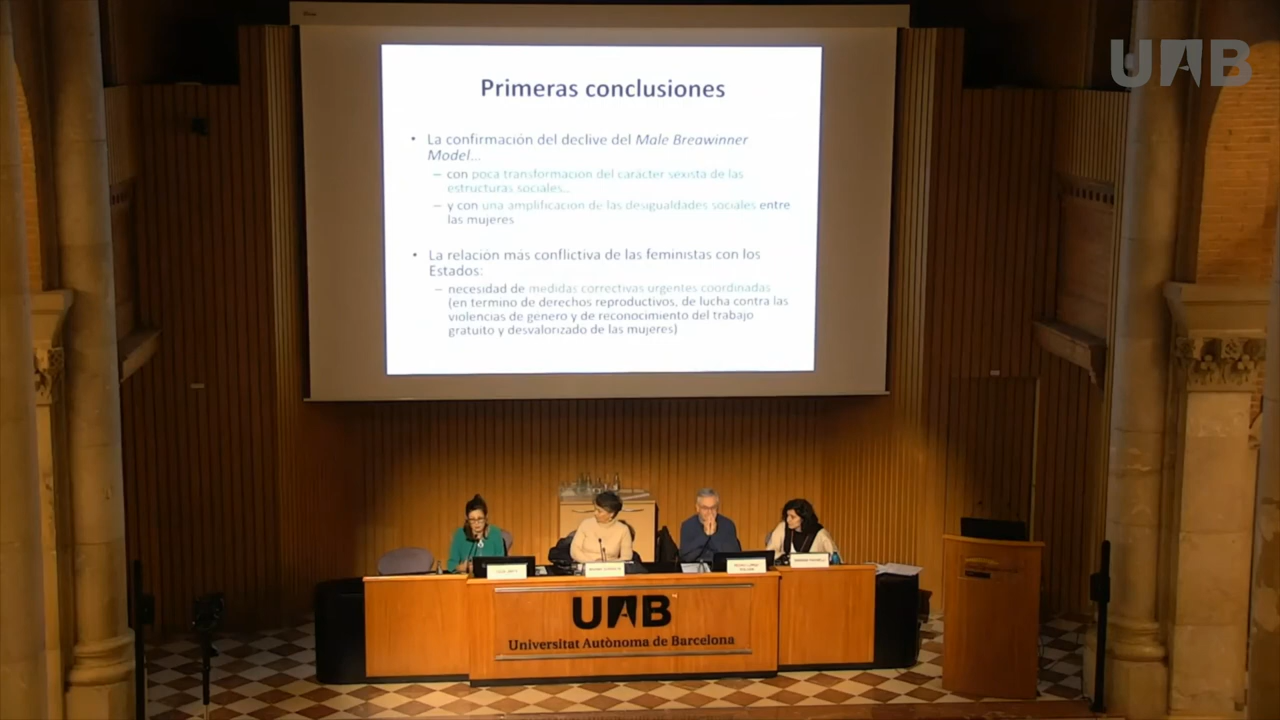 UAB
Primeras conclusiones
• La confirmación del declive del Male Breawinner
Model...
– con poca transformación del carácter sexista de las
estructuras sociales...
– y con una amplificación de las desigualdades sociales entre
las mujeres
• La relación más conflictiva de las feministas con los
Estados:
– necesidad de medidas correctivas urgentes coordinadas
(en termino de derechos reproductivos, de lucha contra las
violencias de genero y de reconocimiento del trabajo
gratuito y desvalorizado de las mujeres)
UAB
Universitat Autònoma de Barcelona